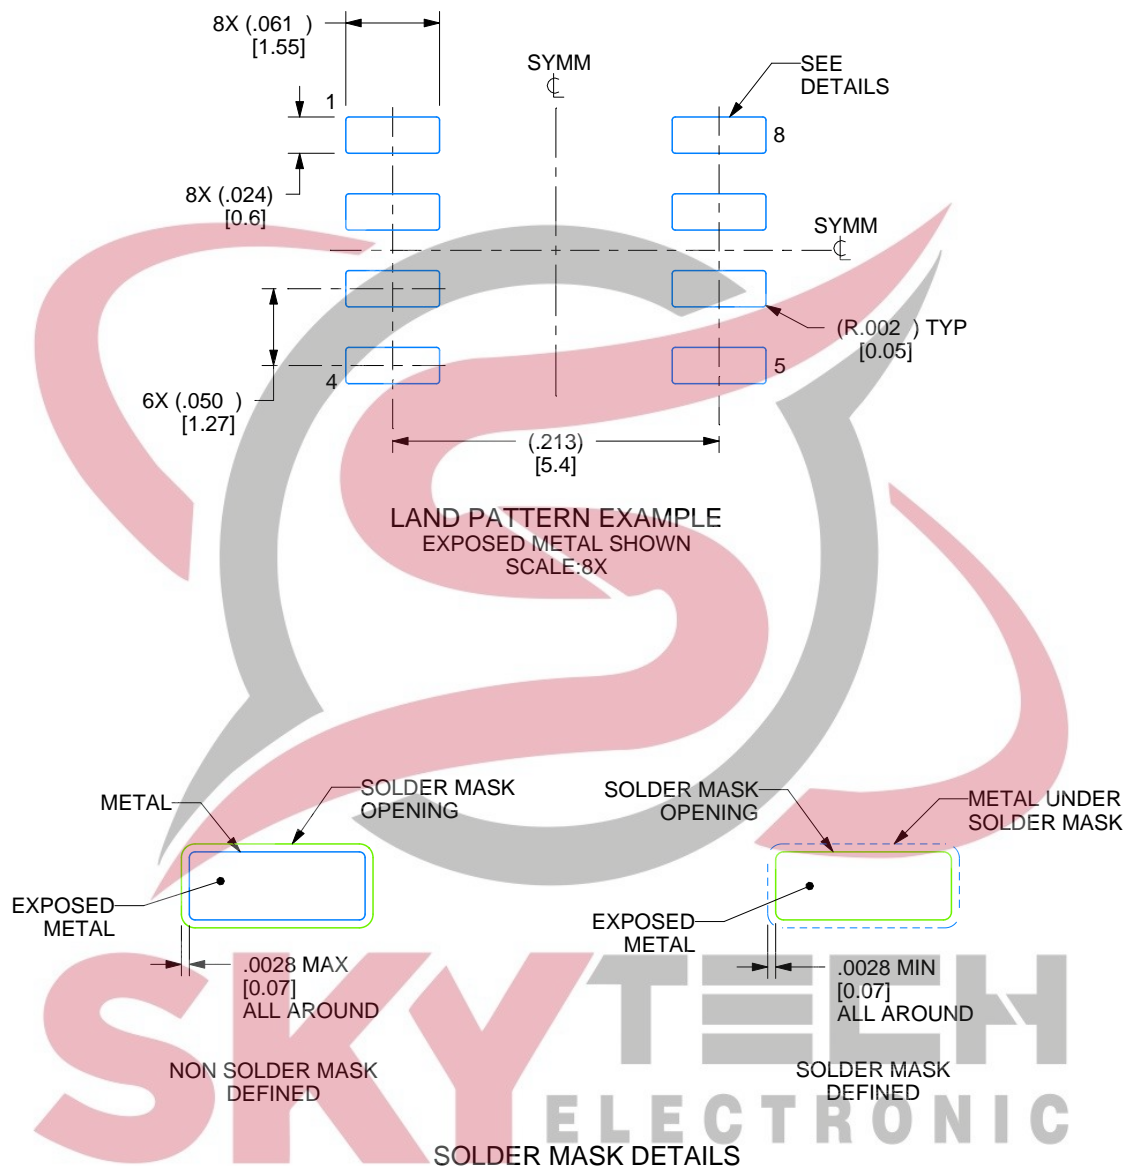 8X (.061 )
[1.55]
SYMM
SEE
DETAILS
1
8
8X (.024)
[0.6]
SYMM
(R.002 ) TYP
[0.05]
4
5
6X (.050 )
[1.27]
(.213)
[5.4]
LAND PATTERN EXAMPLE
EXPOSED METAL SHOWN
SCALE:8X
METAL
SOLDER MASK
OPENING
EXPOSED
METAL
.0028 MAX
[0.07]
ALL AROUND
NON SOLDER MASK
DEFINED
SOLDER MASK
OPENING
METAL UNDER
SOLDER MASK
EXPOSED
METAL
.0028 MIN
[0.07]
ALL AROUND
SOLDER MASK
DEFINED
SKYTECH
ELECTRONIC
SOLDER MASK DETAILS